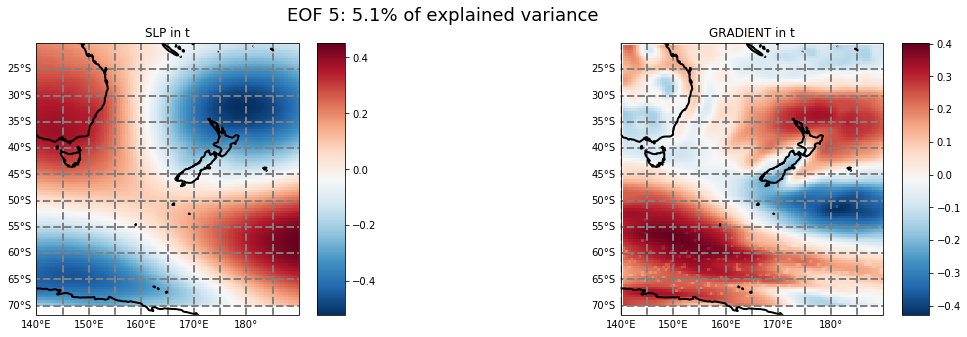 EOF 5: 5.1% of explained variance
SLP in t
25°S
30°S
35°S
40°S
45°S
50°S
55°S
60°S
65°S
70°S
140°E 150°E 160°E 170°E 180°
0.4
0.2
0.0
−0.2
−0.4
GRADIENT in t
25°S
30°S
35°S
40°S
45°S
50°S
55°S
60°S
65°S
70°S
140°E 150°E 160°E 170°E 180°
0.4
0.3
0.2
0.1
0.0
−0.1
−0.2
−0.3
−0.4